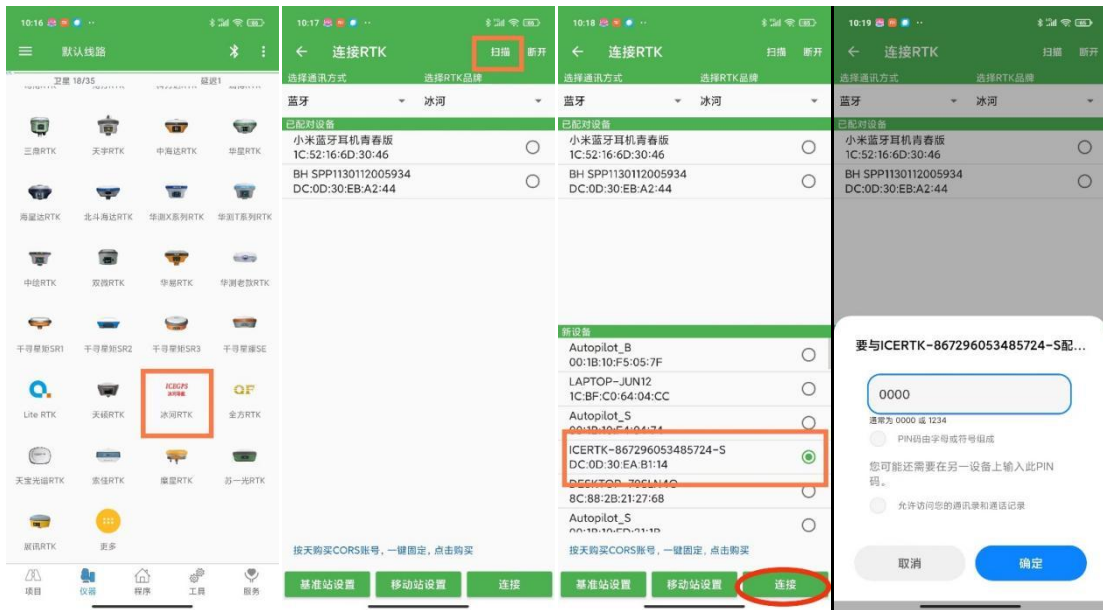 10:16
默认线路
卫星 18/35
延迟1
三鼎RTK
天宇RTK
中海达RTK
华星RTK
海星达RTK
北斗海达RTK
华测X系列RTK
华测T系列RTK
中绘RTK
双微RTK
华易RTK
华测老款RTK
千寻星矩SR1
千寻星矩SR2
千寻星矩SR3
千寻星耀SE
Lite RTK
天硕RTK
ICEGPS
冰河RTK
全方RTK
天宝光谱RTK
索佳RTK
摩星RTK
苏一光RTK
更多
项目
仪器
程序
工具
服务
10:17
连接RTK
扫描
断开
选择通讯方式
选择RTK品牌
蓝牙
冰河
已配对设备
小米蓝牙耳机青春版
1C:52:16:6D:30:46
BH SPP1130112005934
DC:0D:30:EB:A2:44
按天购买CORS账号,一键固定,点击购买
基准站设置
移动站设置
连接
10:18
连接RTK
扫描
断开
选择通讯方式
选择RTK品牌
蓝牙
冰河
已配对设备
小米蓝牙耳机青春版
1C:52:16:6D:30:46
BH SPP1130112005934
DC:0D:30:EB:A2:44
新设备
Autopilot_B
00:1B:10:F5:05:7F
LAPTOP-JUN12
1C:BF:C0:64:04:CC
Autopilot_S
ICERTK-867296053485724-S
DC:0D:30:EA:B1:14
8C:88:2B:21:27:68
Autopilot_S
按天购买CORS账号,一键固定,点击购买
基准站设置
移动站设置
连接
10:19
连接RTK
扫描
断开
选择通讯方式
选择RTK品牌
蓝牙
冰河
已配对设备
小米蓝牙耳机青春版
1C:52:16:6D:30:46
BH SPP1130112005934
DC:0D:30:EB:A2:44
要与ICERTK-867296053485724-S配...
0000
通常为 0000 或 1234
PIN码由字母或符号组成
您可能还需要在另一设备上输入此PIN
码。
允许访问您的通讯录和通话记录
取消
确定